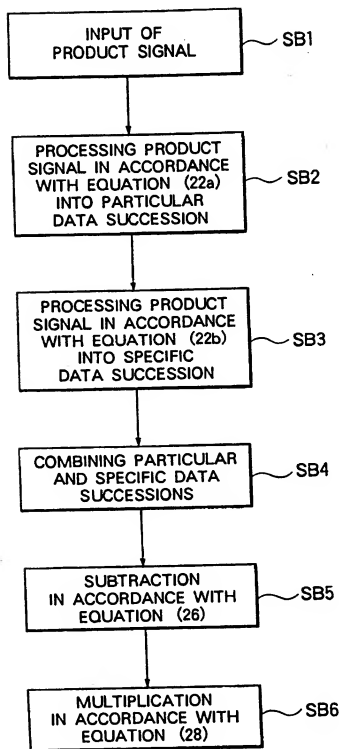 INPUT OF
PRODUCT SIGNAL
SB1
PROCESSING PRODUCT
SIGNAL IN ACCORDANCE
WITH EQUATION (22a)
INTO PARTICULAR
DATA SUCCESSION
SB2
PROCESSING PRODUCT
SIGNAL IN ACCORDANCE
WITH EQUATION (22b)
INTO SPECIFIC
DATA SUCCESSION
SB3
COMBINING PARTICULAR
AND SPECIFIC DATA
SUCCESSIONS
SB4
SUBTRACTION
IN ACCORDANCE WITH
EQUATION (26)
SB5
MULTIPLICATION
IN ACCORDANCE WITH
EQUATION (28)
SB6